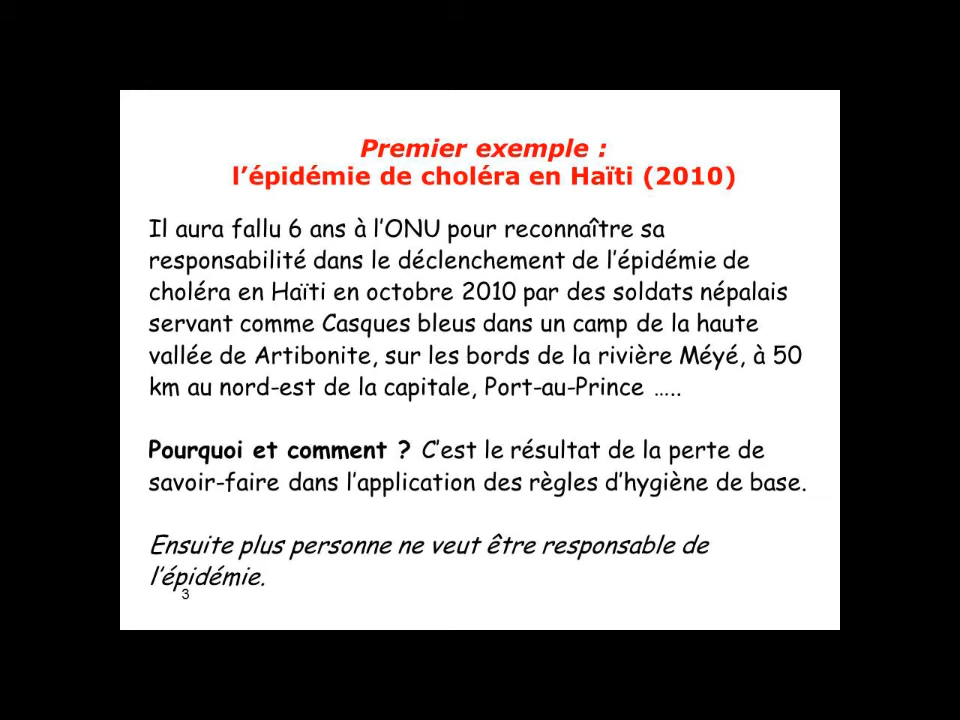 Premier exemple :
l’épidémie de choléra en Haïti (2010)
Il aura fallu 6 ans à l’ONU pour reconnaître sa
responsabilité dans le déclenchement de l’épidémie de
choléra en Haïti en octobre 2010 par des soldats népalais
servant comme Casques bleus dans un camp de la haute
vallée de Artibonite, sur les bords de la rivière Méyé, à 50
km au nord-est de la capitale, Port-au-Prince …..
Pourquoi et comment ? C’est le résultat de la perte de
savoir-faire dans l’application des règles d’hygiène de base.
Ensuite plus personne ne veut être responsable de
l’épidémie.
3